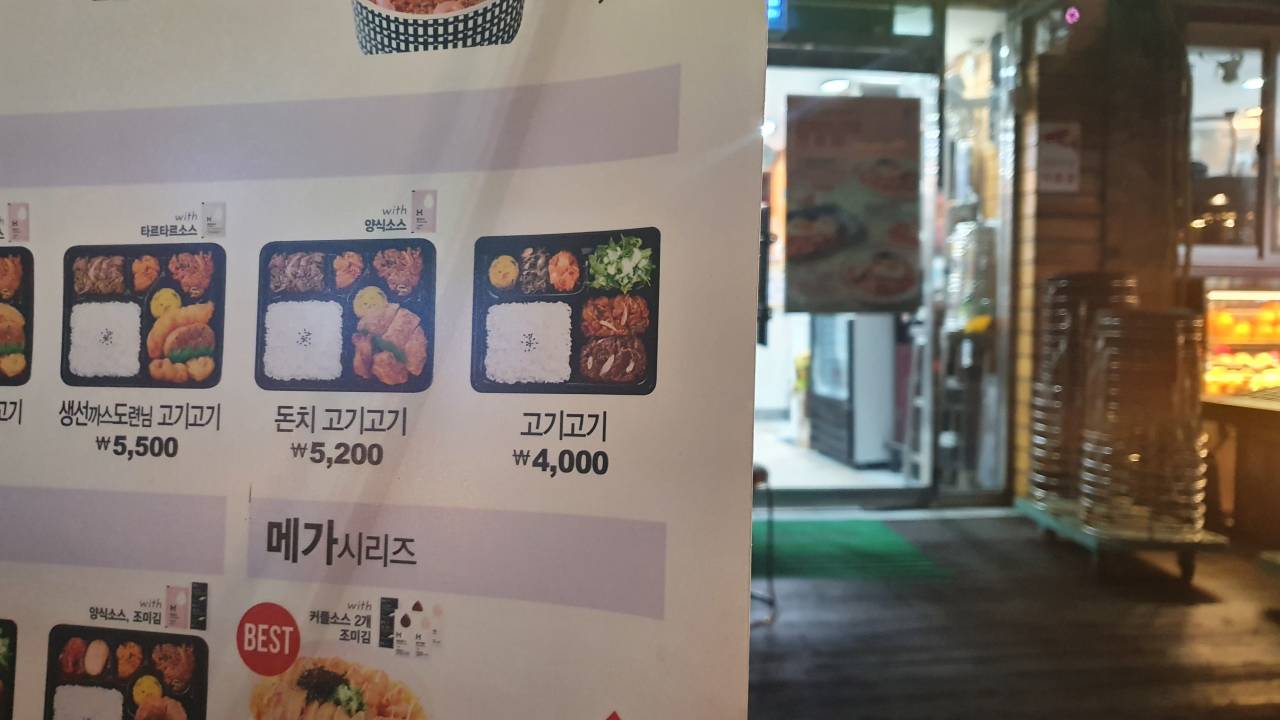 with
타르타르소스
with
양식소스
고기
생선까스도련님 고기고기
₩5,500
돈치 고기고기
₩5,200
고기고기
₩4,000
메가시리즈
with
양식소스, 조미김
BEST
with
커플소스 2개
조미김